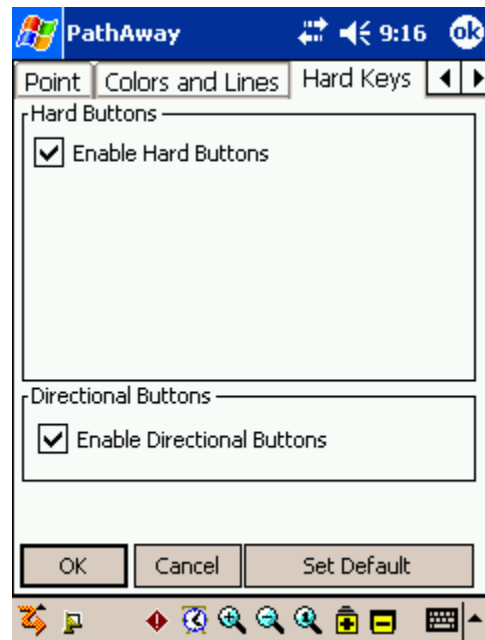 PathAway 9:16 ok
Point Colors and Lines Hard Keys
Hard Buttons
Enable Hard Buttons
Directional Buttons
Enable Directional Buttons
OK Cancel Set Default